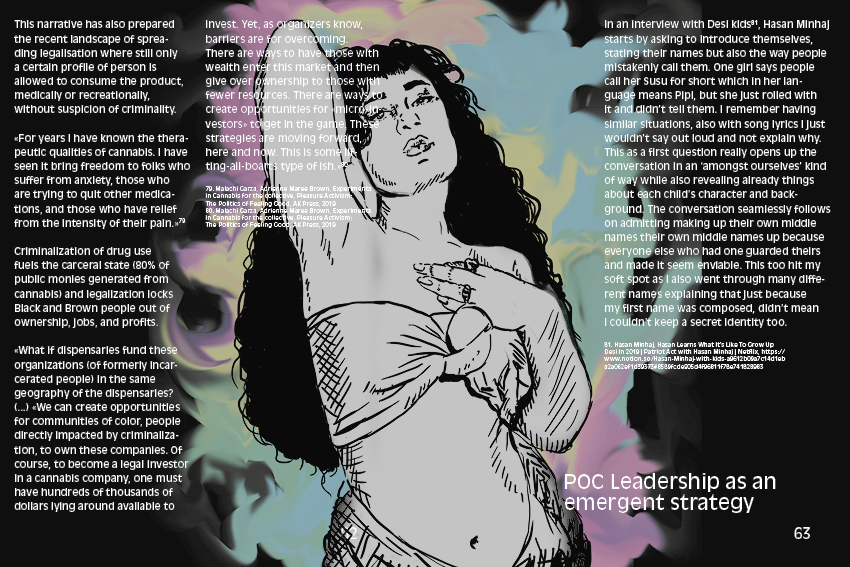 This narrative has also prepared
the recent landscape of sprea-
ding legalisation where still only
a certain profile of person is
allowed to consume the product,
medically or recreationally,
without suspicion of criminality.
«For years I have known the thera-
peutic qualities of cannabis. I have
seen it bring freedom to folks who
suffer from anxiety, those who
are trying to quit other medica-
tions, and those who have relief
from the intensity of their pain.»79
Criminalization of drug use
fuels the carceral state (80% of
public monies generated from
cannabis) and legalization locks
Black and Brown people out of
ownership, jobs, and profits.
«What if dispensaries fund these
organizations (of formerly incar-
cerated people) in the same
geography of the dispensaries?
(...) «We can create opportunities
for communities of color, people
directly impacted by criminaliza-
tion, to own these companies. Of
course, to become a legal investor
in a cannabis company, one must
have hundreds of thousands of
dollars lying around available to
invest. Yet, as organizers know,
barriers are for overcoming.
There are ways to have those with
wealth enter this market and then
give over ownership to those with
fewer resources. There are ways to
create opportunities for «micro-in-
vestors» to get in the game. These
strategies are moving forward,
here and now. This is some lif-
ting-all-boats type of ish.»
79. Malachi Garza, Adrienne Maree Brown, Experiments
in Cannabis for the collective, Pleasure Activism:
The Politics of Feeling Good, AK Press, 2019
80. Malachi Garza, Adrienne Maree Brown, Experiments
in Cannabis for the collective, Pleasure Activism:
The Politics of Feeling Good, AK Press, 2019
In an interview with Desi kids81, Hasan Minhaj
starts by asking to introduce themselves,
stating their names but also the way people
mistakenly call them. One girl says people
call her Susu for short which in her lan-
guage means Pipi, but she just rolled with
it and didn't tell them. I remember having
similar situations, also with song lyrics I just
wouldn't say out loud and not explain why.
This as a first question really opens up the
conversation in an 'amongst ourselves' kind
of way while also revealing already things
about each child's character and back-
ground. The conversation seamlessly follows
on admitting making up their own middle
names their own middle names up because
everyone else who had one guarded theirs
and made it seem enviable. This too hit my
soft spot as I also went through many diffe-
rent names explaining that just because
my first name was composed, didn't mean
I couldn't keep a secret identity too.
81. Hasan Minhaj, Hasan Learns What It's Like To Grow Up
Desi in 2019 | Patriot Act with Hasan Minhaj | Netflix, https://
POC Leadership as an
emergent strategy
63